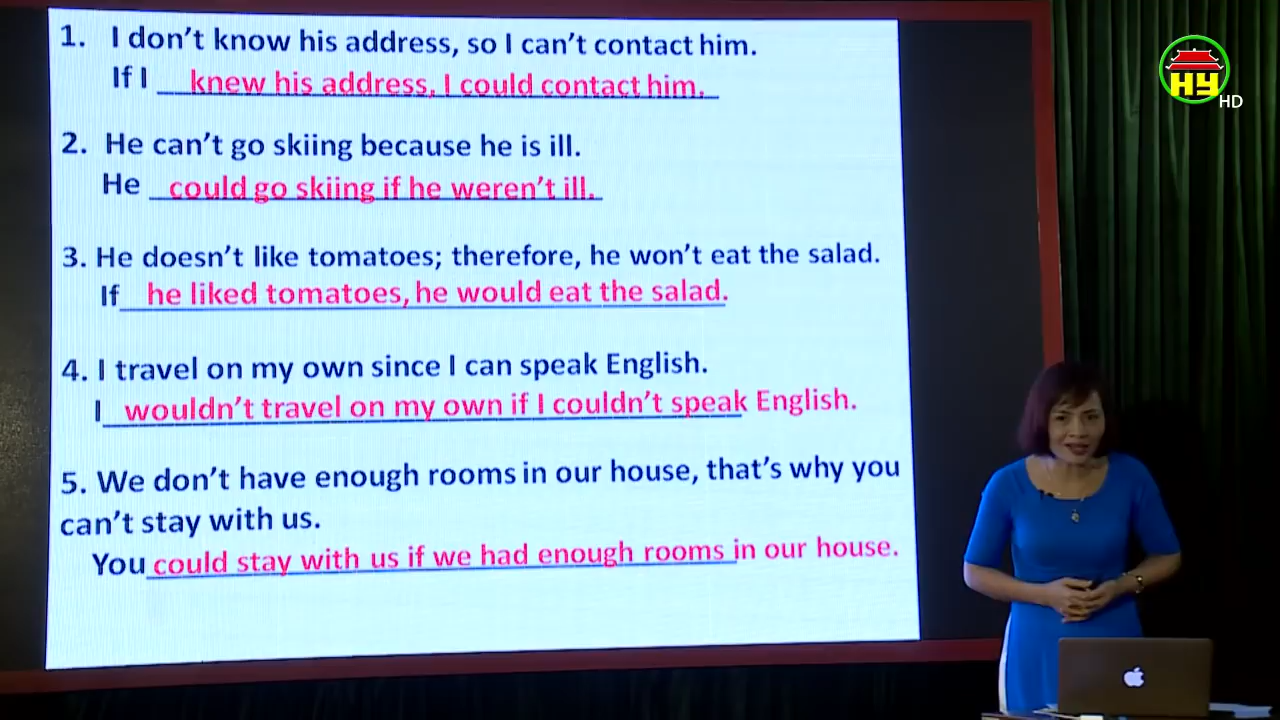 1. I don't know his address, so I can't contact him.
If I knew his address, I could contact him.
2. He can't go skiing because he is ill.
He could go skiing if he weren't ill.
3. He doesn't like tomatoes; therefore, he won't eat the salad.
If he liked tomatoes, he would eat the salad.
4. I travel on my own since I can speak English.
I wouldn't travel on my own if I couldn't speak English.
5. We don't have enough rooms in our house, that's why you
can't stay with us.
You could stay with us if we had enough rooms in our house.
HY
HD